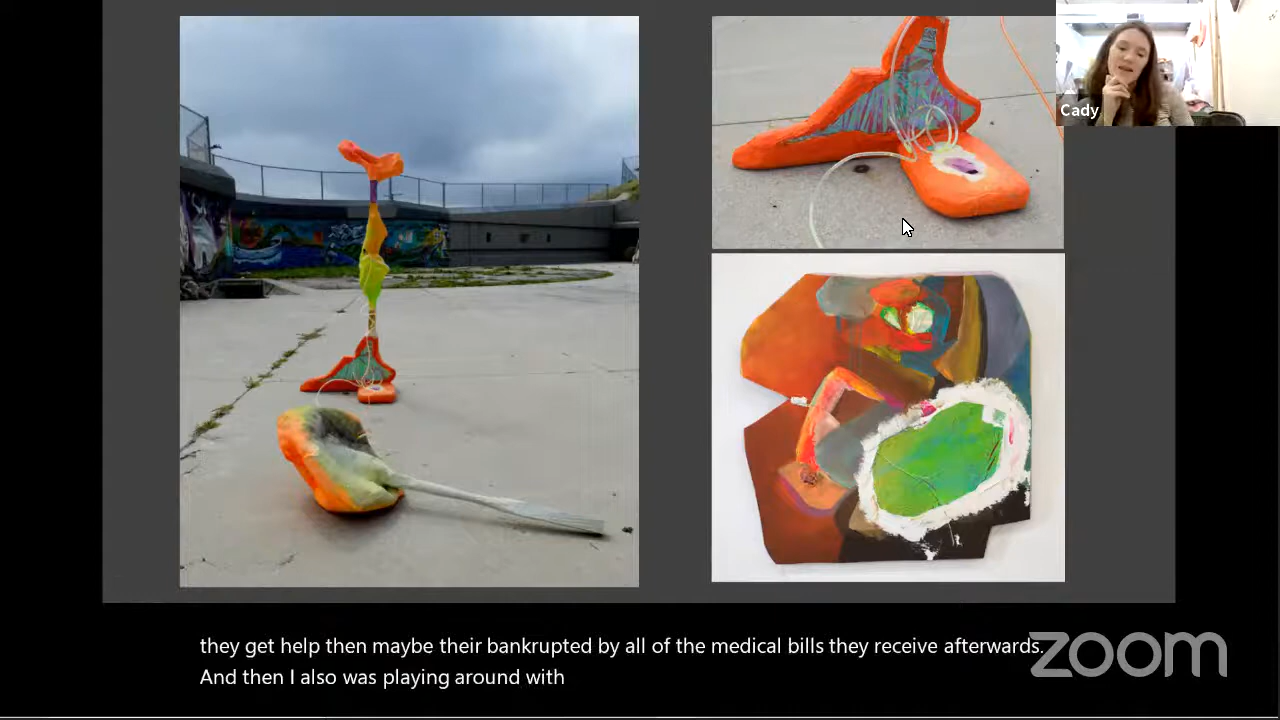 Cady
they get help then maybe their bankrupted by all of the medical bills they receive afterwards.
And then I also was playing around with
zoom